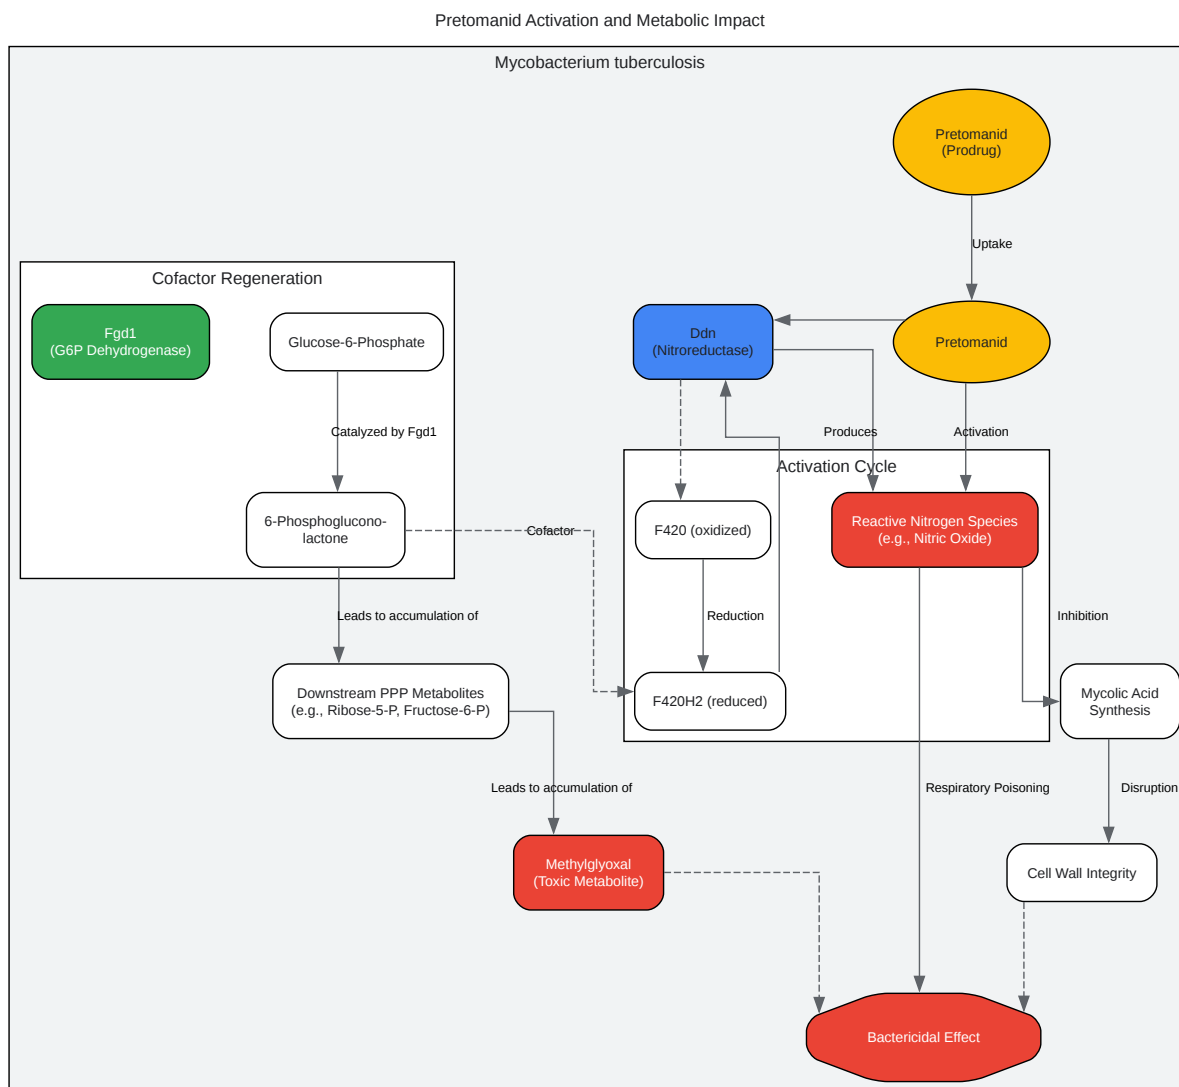 Pretomanid Activation and Metabolic Impact
Mycobacterium tuberculosis
Pretomanid
(Prodrug)
Uptake
Cofactor Regeneration
Fgd1
(G6P Dehydrogenase)
Glucose-6-Phosphate
Ddn
(Nitroreductase)
Pretomanid
Catalyzed by Fgd1
Produces
Activation
Activation Cycle
6-Phosphoglucono-
lactone
Cofactor
F420 (oxidized)
Reactive Nitrogen Species
(e.g., Nitric Oxide)
Leads to accumulation of
Reduction
Inhibition
Downstream PPP Metabolites
(e.g., Ribose-5-P, Fructose-6-P)
F420H2 (reduced)
Mycolic Acid
Synthesis
Leads to accumulation of
Respiratory Poisoning
Disruption
Methylglyoxal
(Toxic Metabolite)
Cell Wall Integrity
Bactericidal Effect